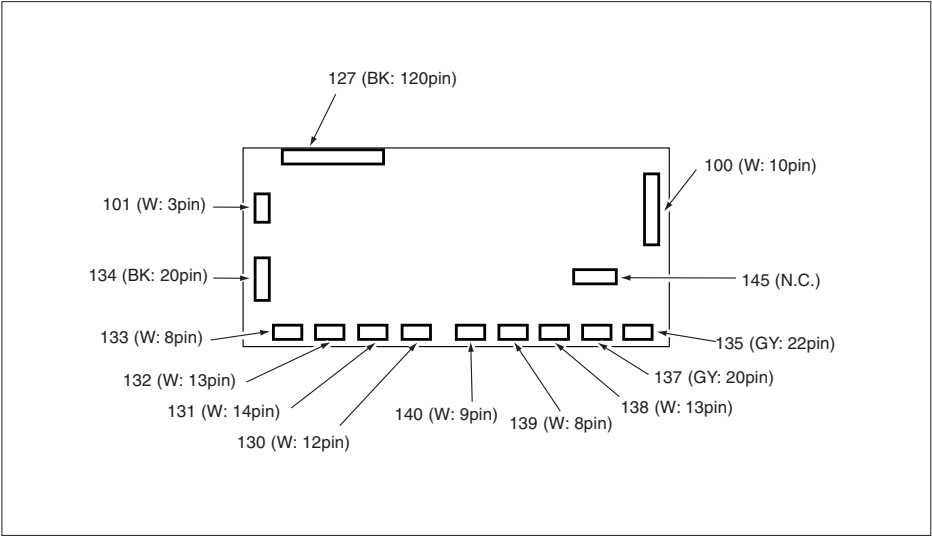 127 (BK: 120pin)
100 (W: 10pin)
101 (W: 3pin)
134 (BK: 20pin)
145 (N.C.)
133 (W: 8pin)
135 (GY: 22pin)
132 (W: 13pin)
137 (GY: 20pin)
131 (W: 14pin)
140 (W: 9pin)
138 (W: 13pin)
139 (W: 8pin)
130 (W: 12pin)